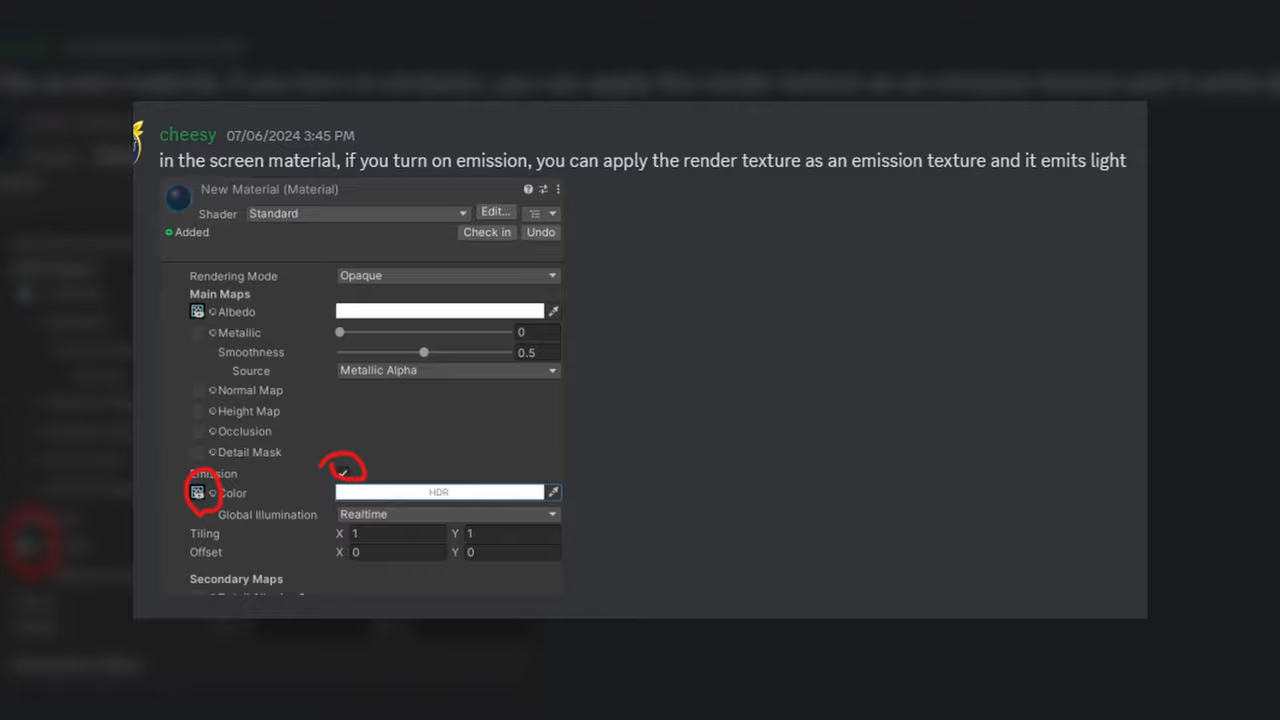 cheesy 07/06/2024 3:45 PM
in the screen material, if you turn on emission, you can apply the render texture as an emission texture and it emits light
New Material (Material)
Shader Standard Edit...
Added Check in Undo
Rendering Mode Opaque
Main Maps
Albedo
Metallic 0
Smoothness 0.5
Source Metallic Alpha
Normal Map
Height Map
Occlusion
Detail Mask
Emission
Color HDR
Global Illumination Realtime
Tiling X 1 Y 1
Offset X 0 Y 0
Secondary Maps